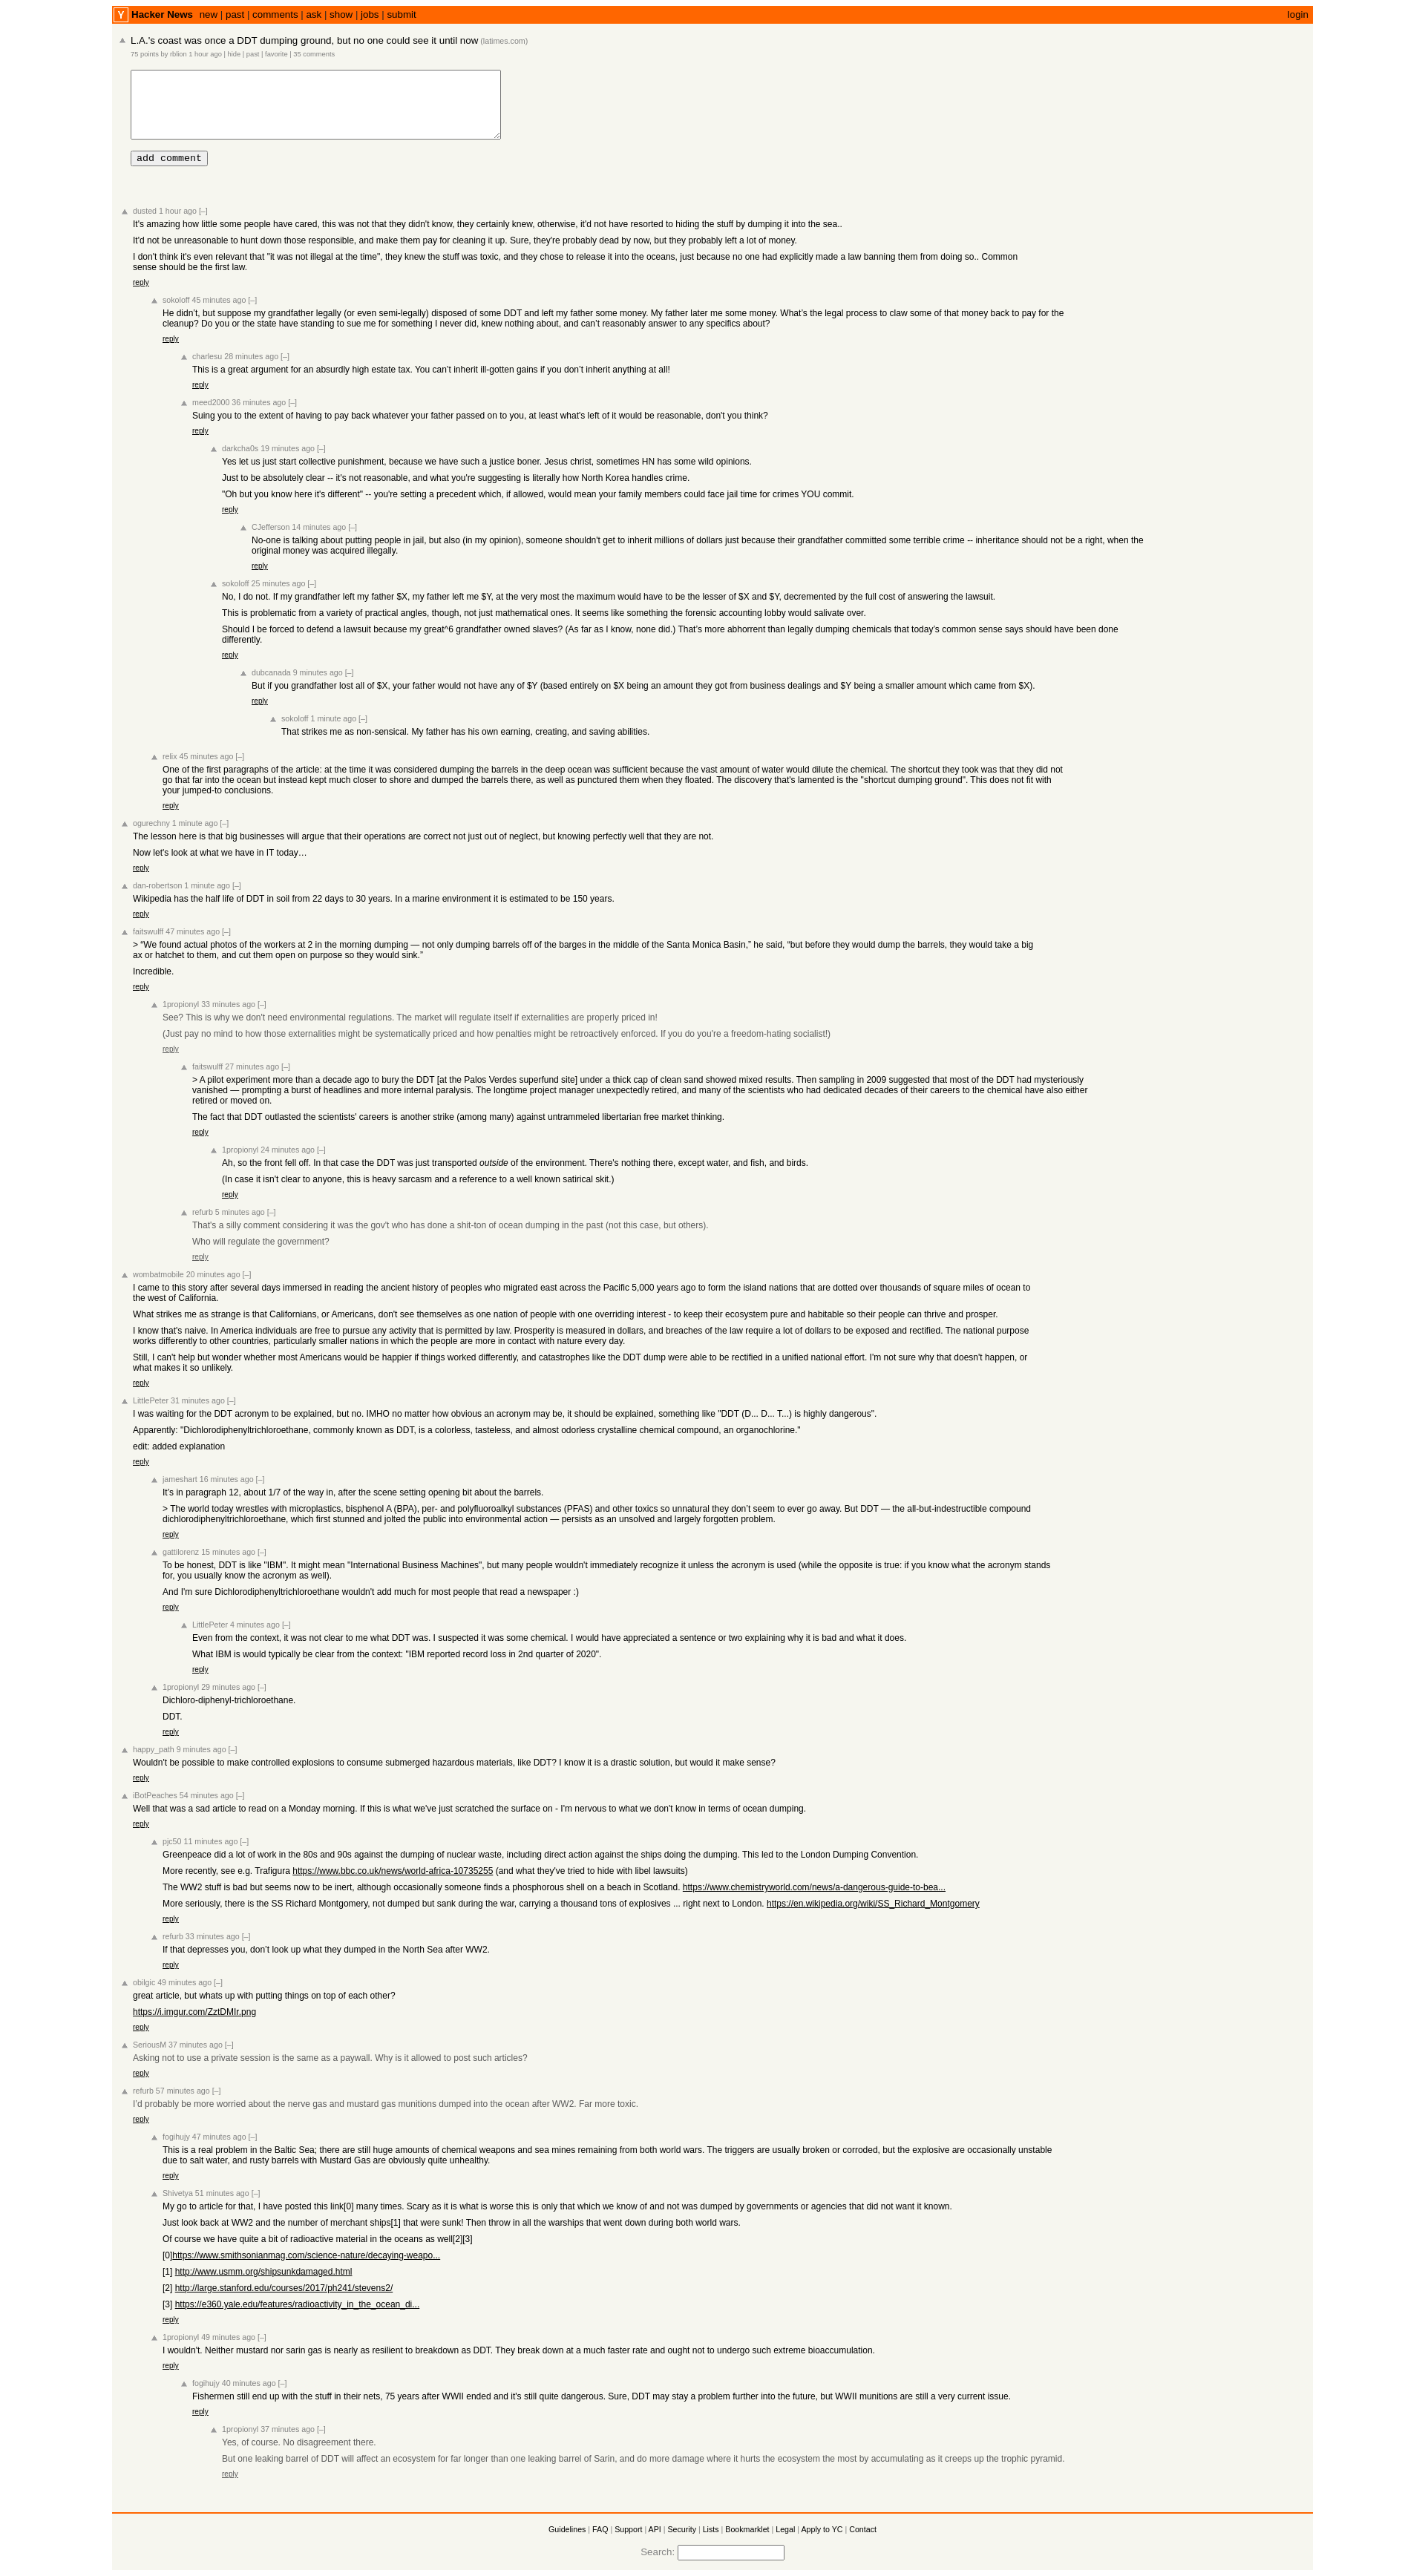 Y Hacker News new | past | comments | ask | show | jobs | submit login
L.A.'s coast was once a DDT dumping ground, but no one could see it until now (latimes.com)
75 points by rblion 1 hour ago | hide | past | favorite | 35 comments
add comment
dusted 1 hour ago [–]
It's amazing how little some people have cared, this was not that they didn't know, they certainly knew, otherwise, it'd not have resorted to hiding the stuff by dumping it into the sea..
It'd not be unreasonable to hunt down those responsible, and make them pay for cleaning it up. Sure, they're probably dead by now, but they probably left a lot of money.
I don't think it's even relevant that "it was not illegal at the time", they knew the stuff was toxic, and they chose to release it into the oceans, just because no one had explicitly made a law banning them from doing so.. Common
sense should be the first law.
reply
sokoloff 45 minutes ago [–]
He didn’t, but suppose my grandfather legally (or even semi-legally) disposed of some DDT and left my father some money. My father later me some money. What’s the legal process to claw some of that money back to pay for the
cleanup? Do you or the state have standing to sue me for something I never did, knew nothing about, and can’t reasonably answer to any specifics about?
reply
charlesu 28 minutes ago [–]
This is a great argument for an absurdly high estate tax. You can’t inherit ill-gotten gains if you don’t inherit anything at all!
reply
meed2000 36 minutes ago [–]
Suing you to the extent of having to pay back whatever your father passed on to you, at least what's left of it would be reasonable, don't you think?
reply
darkcha0s 19 minutes ago [–]
Yes let us just start collective punishment, because we have such a justice boner. Jesus christ, sometimes HN has some wild opinions.
Just to be absolutely clear -- it's not reasonable, and what you're suggesting is literally how North Korea handles crime.
"Oh but you know here it's different" -- you're setting a precedent which, if allowed, would mean your family members could face jail time for crimes YOU commit.
reply
CJefferson 14 minutes ago [–]
No-one is talking about putting people in jail, but also (in my opinion), someone shouldn't get to inherit millions of dollars just because their grandfather committed some terrible crime -- inheritance should not be a right, when the
original money was acquired illegally.
reply
sokoloff 25 minutes ago [–]
No, I do not. If my grandfather left my father $X, my father left me $Y, at the very most the maximum would have to be the lesser of $X and $Y, decremented by the full cost of answering the lawsuit.
This is problematic from a variety of practical angles, though, not just mathematical ones. It seems like something the forensic accounting lobby would salivate over.
Should I be forced to defend a lawsuit because my great^6 grandfather owned slaves? (As far as I know, none did.) That’s more abhorrent than legally dumping chemicals that today’s common sense says should have been done
differently.
reply
dubcanada 9 minutes ago [–]
But if you grandfather lost all of $X, your father would not have any of $Y (based entirely on $X being an amount they got from business dealings and $Y being a smaller amount which came from $X).
reply
sokoloff 1 minute ago [–]
That strikes me as non-sensical. My father has his own earning, creating, and saving abilities.
relix 45 minutes ago [–]
One of the first paragraphs of the article: at the time it was considered dumping the barrels in the deep ocean was sufficient because the vast amount of water would dilute the chemical. The shortcut they took was that they did not
go that far into the ocean but instead kept much closer to shore and dumped the barrels there, as well as punctured them when they floated. The discovery that's lamented is the "shortcut dumping ground". This does not fit with
your jumped-to conclusions.
reply
ogurechny 1 minute ago [–]
The lesson here is that big businesses will argue that their operations are correct not just out of neglect, but knowing perfectly well that they are not.
Now let's look at what we have in IT today…
reply
dan-robertson 1 minute ago [–]
Wikipedia has the half life of DDT in soil from 22 days to 30 years. In a marine environment it is estimated to be 150 years.
reply
faitswulff 47 minutes ago [–]
> “We found actual photos of the workers at 2 in the morning dumping — not only dumping barrels off of the barges in the middle of the Santa Monica Basin,” he said, “but before they would dump the barrels, they would take a big
ax or hatchet to them, and cut them open on purpose so they would sink.”
Incredible.
reply
1propionyl 33 minutes ago [–]
See? This is why we don't need environmental regulations. The market will regulate itself if externalities are properly priced in!
(Just pay no mind to how those externalities might be systematically priced and how penalties might be retroactively enforced. If you do you're a freedom-hating socialist!)
reply
faitswulff 27 minutes ago [–]
> A pilot experiment more than a decade ago to bury the DDT [at the Palos Verdes superfund site] under a thick cap of clean sand showed mixed results. Then sampling in 2009 suggested that most of the DDT had mysteriously
vanished — prompting a burst of headlines and more internal paralysis. The longtime project manager unexpectedly retired, and many of the scientists who had dedicated decades of their careers to the chemical have also either
retired or moved on.
The fact that DDT outlasted the scientists' careers is another strike (among many) against untrammeled libertarian free market thinking.
reply
1propionyl 24 minutes ago [–]
Ah, so the front fell off. In that case the DDT was just transported outside of the environment. There's nothing there, except water, and fish, and birds.
(In case it isn't clear to anyone, this is heavy sarcasm and a reference to a well known satirical skit.)
reply
refurb 5 minutes ago [–]
That's a silly comment considering it was the gov't who has done a shit-ton of ocean dumping in the past (not this case, but others).
Who will regulate the government?
reply
wombatmobile 20 minutes ago [–]
I came to this story after several days immersed in reading the ancient history of peoples who migrated east across the Pacific 5,000 years ago to form the island nations that are dotted over thousands of square miles of ocean to
the west of California.
What strikes me as strange is that Californians, or Americans, don't see themselves as one nation of people with one overriding interest - to keep their ecosystem pure and habitable so their people can thrive and prosper.
I know that's naive. In America individuals are free to pursue any activity that is permitted by law. Prosperity is measured in dollars, and breaches of the law require a lot of dollars to be exposed and rectified. The national purpose
works differently to other countries, particularly smaller nations in which the people are more in contact with nature every day.
Still, I can't help but wonder whether most Americans would be happier if things worked differently, and catastrophes like the DDT dump were able to be rectified in a unified national effort. I'm not sure why that doesn't happen, or
what makes it so unlikely.
reply
LittlePeter 31 minutes ago [–]
I was waiting for the DDT acronym to be explained, but no. IMHO no matter how obvious an acronym may be, it should be explained, something like "DDT (D... D... T...) is highly dangerous".
Apparently: "Dichlorodiphenyltrichloroethane, commonly known as DDT, is a colorless, tasteless, and almost odorless crystalline chemical compound, an organochlorine."
edit: added explanation
reply
jameshart 16 minutes ago [–]
It’s in paragraph 12, about 1/7 of the way in, after the scene setting opening bit about the barrels.
> The world today wrestles with microplastics, bisphenol A (BPA), per- and polyfluoroalkyl substances (PFAS) and other toxics so unnatural they don’t seem to ever go away. But DDT — the all-but-indestructible compound
dichlorodiphenyltrichloroethane, which first stunned and jolted the public into environmental action — persists as an unsolved and largely forgotten problem.
reply
gattilorenz 15 minutes ago [–]
To be honest, DDT is like "IBM". It might mean "International Business Machines", but many people wouldn't immediately recognize it unless the acronym is used (while the opposite is true: if you know what the acronym stands
for, you usually know the acronym as well).
And I'm sure Dichlorodiphenyltrichloroethane wouldn't add much for most people that read a newspaper :)
reply
LittlePeter 4 minutes ago [–]
Even from the context, it was not clear to me what DDT was. I suspected it was some chemical. I would have appreciated a sentence or two explaining why it is bad and what it does.
What IBM is would typically be clear from the context: "IBM reported record loss in 2nd quarter of 2020".
reply
1propionyl 29 minutes ago [–]
Dichloro-diphenyl-trichloroethane.
DDT.
reply
happy_path 9 minutes ago [–]
Wouldn't be possible to make controlled explosions to consume submerged hazardous materials, like DDT? I know it is a drastic solution, but would it make sense?
reply
iBotPeaches 54 minutes ago [–]
Well that was a sad article to read on a Monday morning. If this is what we've just scratched the surface on - I'm nervous to what we don't know in terms of ocean dumping.
reply
pjc50 11 minutes ago [–]
Greenpeace did a lot of work in the 80s and 90s against the dumping of nuclear waste, including direct action against the ships doing the dumping. This led to the London Dumping Convention.
More recently, see e.g. Trafigura https://www.bbc.co.uk/news/world-africa-10735255 (and what they've tried to hide with libel lawsuits)
The WW2 stuff is bad but seems now to be inert, although occasionally someone finds a phosphorous shell on a beach in Scotland. https://www.chemistryworld.com/news/a-dangerous-guide-to-bea...
More seriously, there is the SS Richard Montgomery, not dumped but sank during the war, carrying a thousand tons of explosives ... right next to London. https://en.wikipedia.org/wiki/SS_Richard_Montgomery
reply
refurb 33 minutes ago [–]
If that depresses you, don’t look up what they dumped in the North Sea after WW2.
reply
obilgic 49 minutes ago [–]
great article, but whats up with putting things on top of each other?
https://i.imgur.com/ZztDMIr.png
reply
SeriousM 37 minutes ago [–]
Asking not to use a private session is the same as a paywall. Why is it allowed to post such articles?
reply
refurb 57 minutes ago [–]
I’d probably be more worried about the nerve gas and mustard gas munitions dumped into the ocean after WW2. Far more toxic.
reply
fogihujy 47 minutes ago [–]
This is a real problem in the Baltic Sea; there are still huge amounts of chemical weapons and sea mines remaining from both world wars. The triggers are usually broken or corroded, but the explosive are occasionally unstable
due to salt water, and rusty barrels with Mustard Gas are obviously quite unhealthy.
reply
Shivetya 51 minutes ago [–]
My go to article for that, I have posted this link[0] many times. Scary as it is what is worse this is only that which we know of and not was dumped by governments or agencies that did not want it known.
Just look back at WW2 and the number of merchant ships[1] that were sunk! Then throw in all the warships that went down during both world wars.
Of course we have quite a bit of radioactive material in the oceans as well[2][3]
[0]https://www.smithsonianmag.com/science-nature/decaying-weapo...
[1] http://www.usmm.org/shipsunkdamaged.html
[2] http://large.stanford.edu/courses/2017/ph241/stevens2/
[3] https://e360.yale.edu/features/radioactivity_in_the_ocean_di...
reply
1propionyl 49 minutes ago [–]
I wouldn't. Neither mustard nor sarin gas is nearly as resilient to breakdown as DDT. They break down at a much faster rate and ought not to undergo such extreme bioaccumulation.
reply
fogihujy 40 minutes ago [–]
Fishermen still end up with the stuff in their nets, 75 years after WWII ended and it's still quite dangerous. Sure, DDT may stay a problem further into the future, but WWII munitions are still a very current issue.
reply
1propionyl 37 minutes ago [–]
Yes, of course. No disagreement there.
But one leaking barrel of DDT will affect an ecosystem for far longer than one leaking barrel of Sarin, and do more damage where it hurts the ecosystem the most by accumulating as it creeps up the trophic pyramid.
reply
Guidelines | FAQ | Support | API | Security | Lists | Bookmarklet | Legal | Apply to YC | Contact
Search: